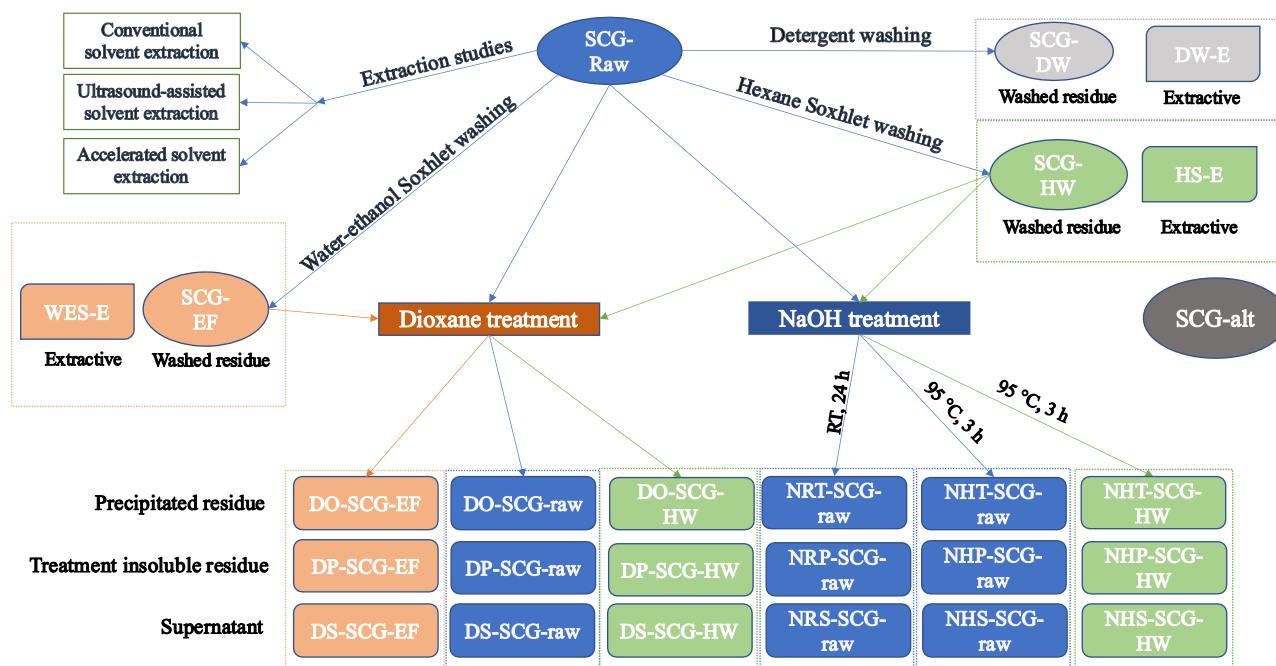 Conventional
solvent extraction
Ultrasound-assisted
solvent extraction
Accelerated solvent
extraction
Extraction studies
SCG-
Raw
Detergent washing
SCG-
DW
DW-E
Washed residue
Extractive
Hexane Soxhlet washing
SCG-
HW
HS-E
Washed residue
Extractive
Water-ethanol Soxhlet washing
WES-E
SCG-
EF
Extractive
Washed residue
Dioxane treatment
NaOH treatment
SCG-alt
RT, 24 h
95 °C, 3 h
95 °C, 3 h
Precipitated residue
DO-SCG-EF
DO-SCG-raw
DO-SCG-
HW
NRT-SCG-
raw
NHT-SCG-
raw
NHT-SCG-
HW
Treatment insoluble residue
DP-SCG-EF
DP-SCG-raw
DP-SCG-HW
NRP-SCG-
raw
NHP-SCG-
raw
NHP-SCG-
HW
Supernatant
DS-SCG-EF
DS-SCG-raw
DS-SCG-HW
NRS-SCG-
raw
NHS-SCG-
raw
NHS-SCG-
HW